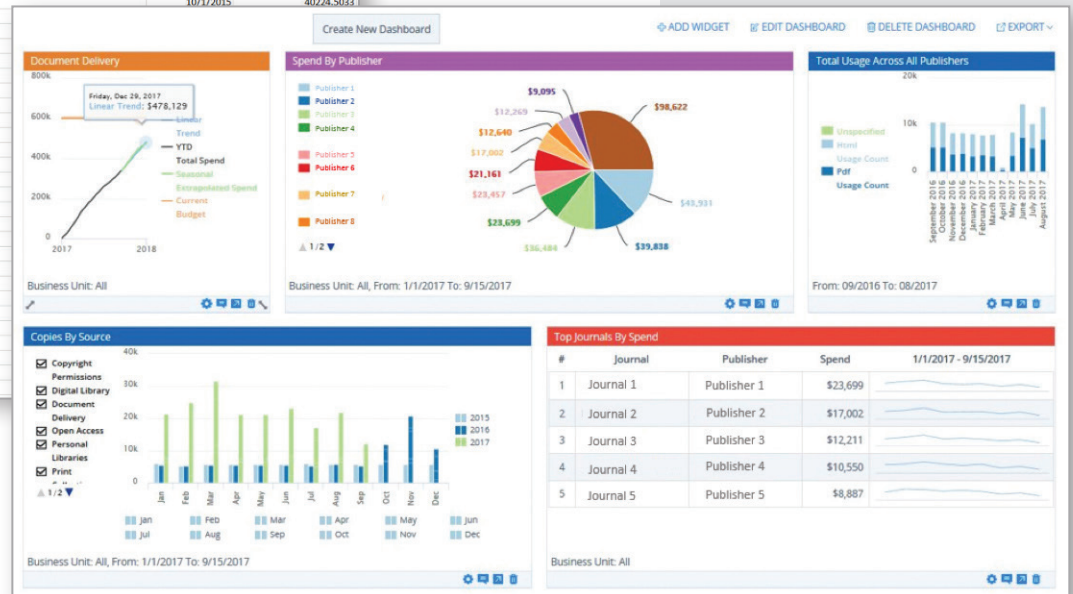 10/1/2015 40224.5033
Create New Dashboard
ADD WIDGET EDIT DASHBOARD DELETE DASHBOARD EXPORT
Document Delivery
800k
600k
400k
200k
0
2017 2018
Friday, Dec 29, 2017
Linear Trend: $478,129
Linear
Trend
YTD
Total Spend
Seasonal
Extrapolated Spend
Current
Budget
Business Unit: All
Spend By Publisher
Publisher 1
Publisher 2
Publisher 3
Publisher 4
Publisher 5
Publisher 6
Publisher 7
Publisher 8
1/2
$9,095
$98,622
$12,269
$12,640
$17,002
$21,161
$23,457
$23,699
$36,484
$39,838
$43,931
Business Unit: All, From: 1/1/2017 To: 9/15/2017
Total Usage Across All Publishers
20k
10k
0
Unspecified
Html
Usage Count
Pdf
Usage Count
September 2016
October 2016
November 2016
December 2016
January 2017
February 2017
March 2017
April 2017
May 2017
June 2017
July 2017
August 2017
From: 09/2016 To: 08/2017
Copies By Source
Copyright
Permissions
Digital Library
Document
Delivery
Open Access
Personal
Libraries
Print
1/2
40k
30k
20k
10k
0
Jan Feb Mar Apr May Jun Jul Aug Sep Oct Nov Dec
2015
2016
2017
Jan Feb Mar Apr May Jun
Jul Aug Sep Oct Nov Dec
Business Unit: All, From: 1/1/2017 To: 9/15/2017
Top Journals By Spend
# Journal Publisher Spend 1/1/2017 - 9/15/2017
1 Journal 1 Publisher 1 $23,699
2 Journal 2 Publisher 2 $17,002
3 Journal 3 Publisher 3 $12,211
4 Journal 4 Publisher 4 $10,550
5 Journal 5 Publisher 5 $8,887
Business Unit: All